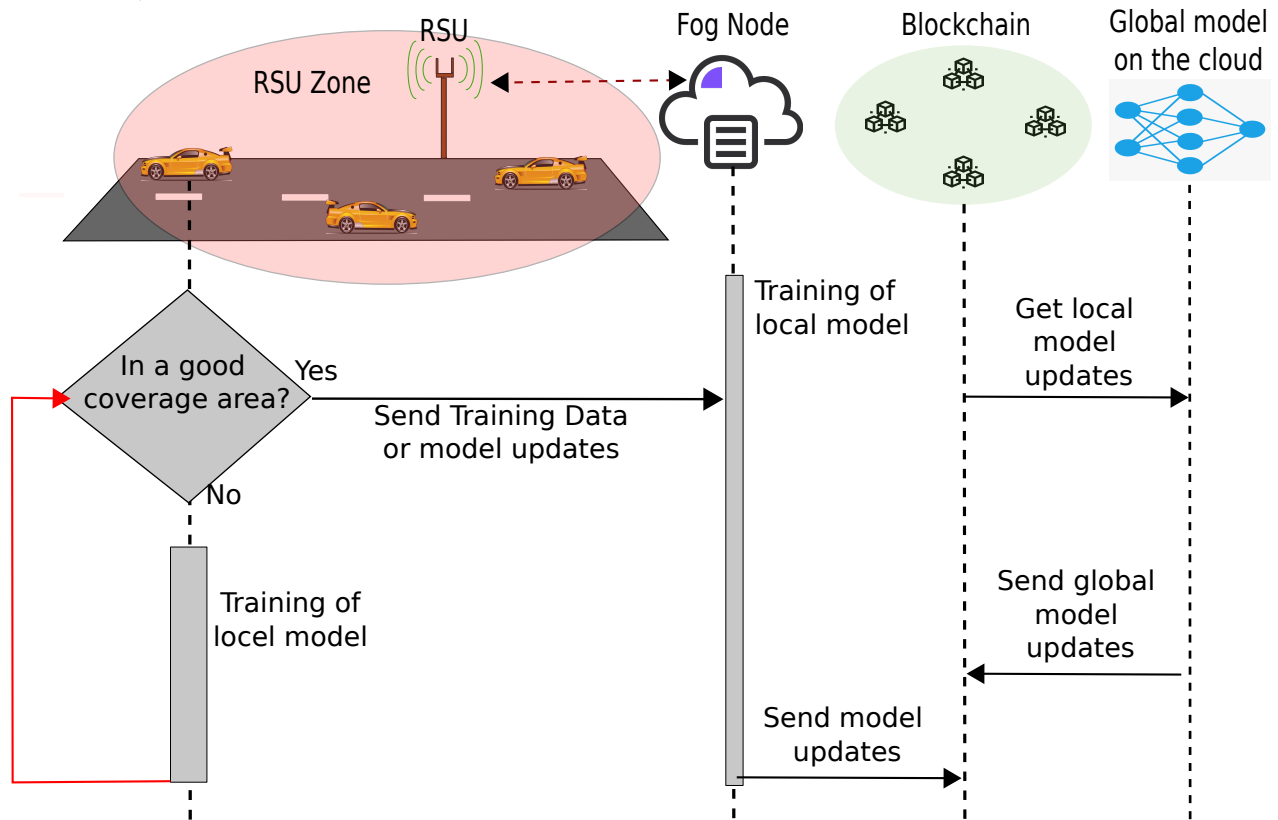 RSU
RSU Zone
Fog Node
Blockchain
Global model
on the cloud
Training of
local model
Get local
model
updates
In a good
coverage area?
Yes
Send Training Data
or model updates
No
Training of
locel model
Send global
model
updates
Send model
updates